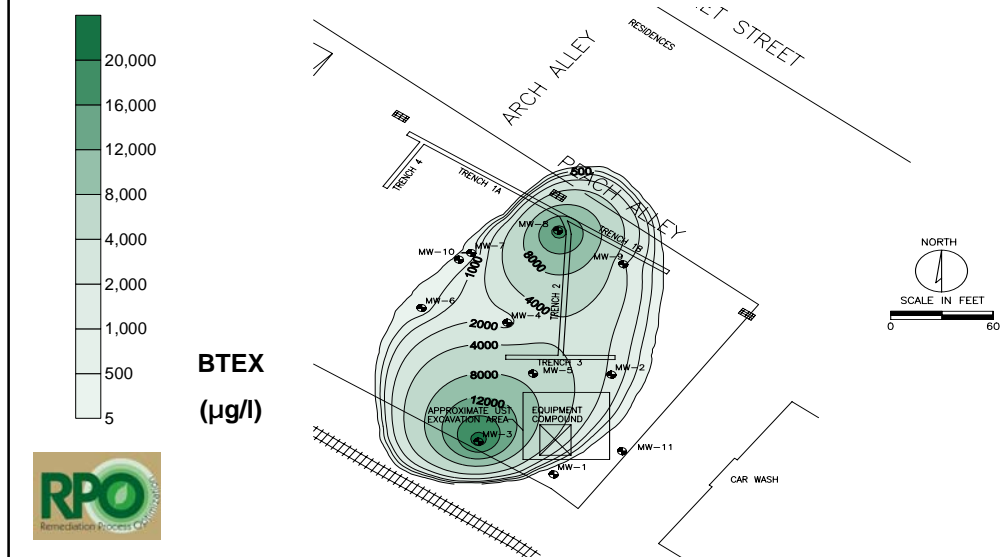 20,000
16,000
12,000
8,000
4,000
2,000
1,000
500
5
BTEX
(µg/l)
RPO
Remediation Process Optimization
STREET
RESIDENCES
ARCH ALLEY
PEACH ALLEY
TRENCH 4
TRENCH 1A
TRENCH 1B
TRENCH 2
TRENCH 3
500
1000
8000
4000
2000
4000
8000
12000
MW-8
MW-7
MW-10
MW-9
MW-6
MW-4
MW-5
MW-2
APPROXIMATE UST
EXCAVATION AREA
EQUIPMENT
COMPOUND
MW-3
MW-1
MW-11
CAR WASH
NORTH
SCALE IN FEET
0
60